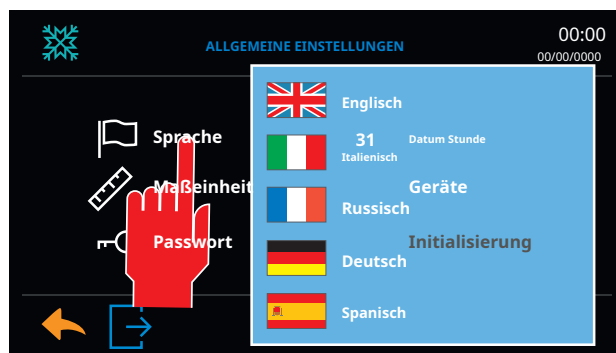 ALLGEMEINE EINSTELLUNGEN
00:00
00/00/0000
Sprache
Maßeinheit
Passwort
Englisch
31
Datum Stunde
Italienisch
Geräte
Russisch
Initialisierung
Deutsch
Spanisch